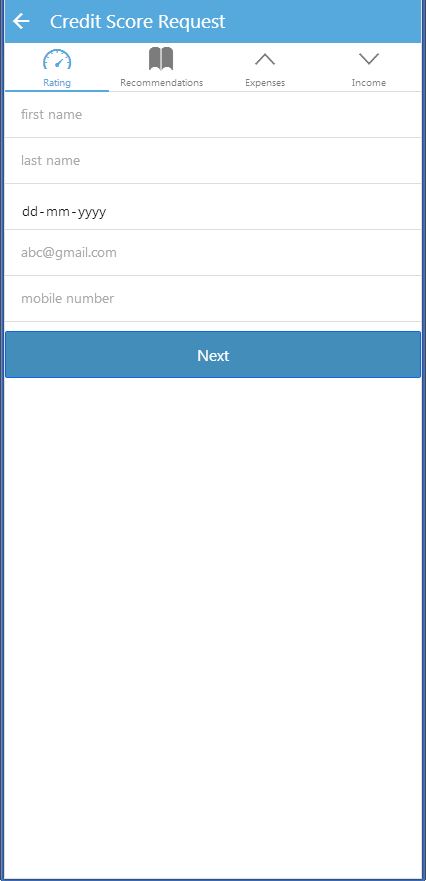 Credit Score Request
Rating Recommendations Expenses Income
first name
last name
dd-mm-yyyy
abc@gmail.com
mobile number
Next